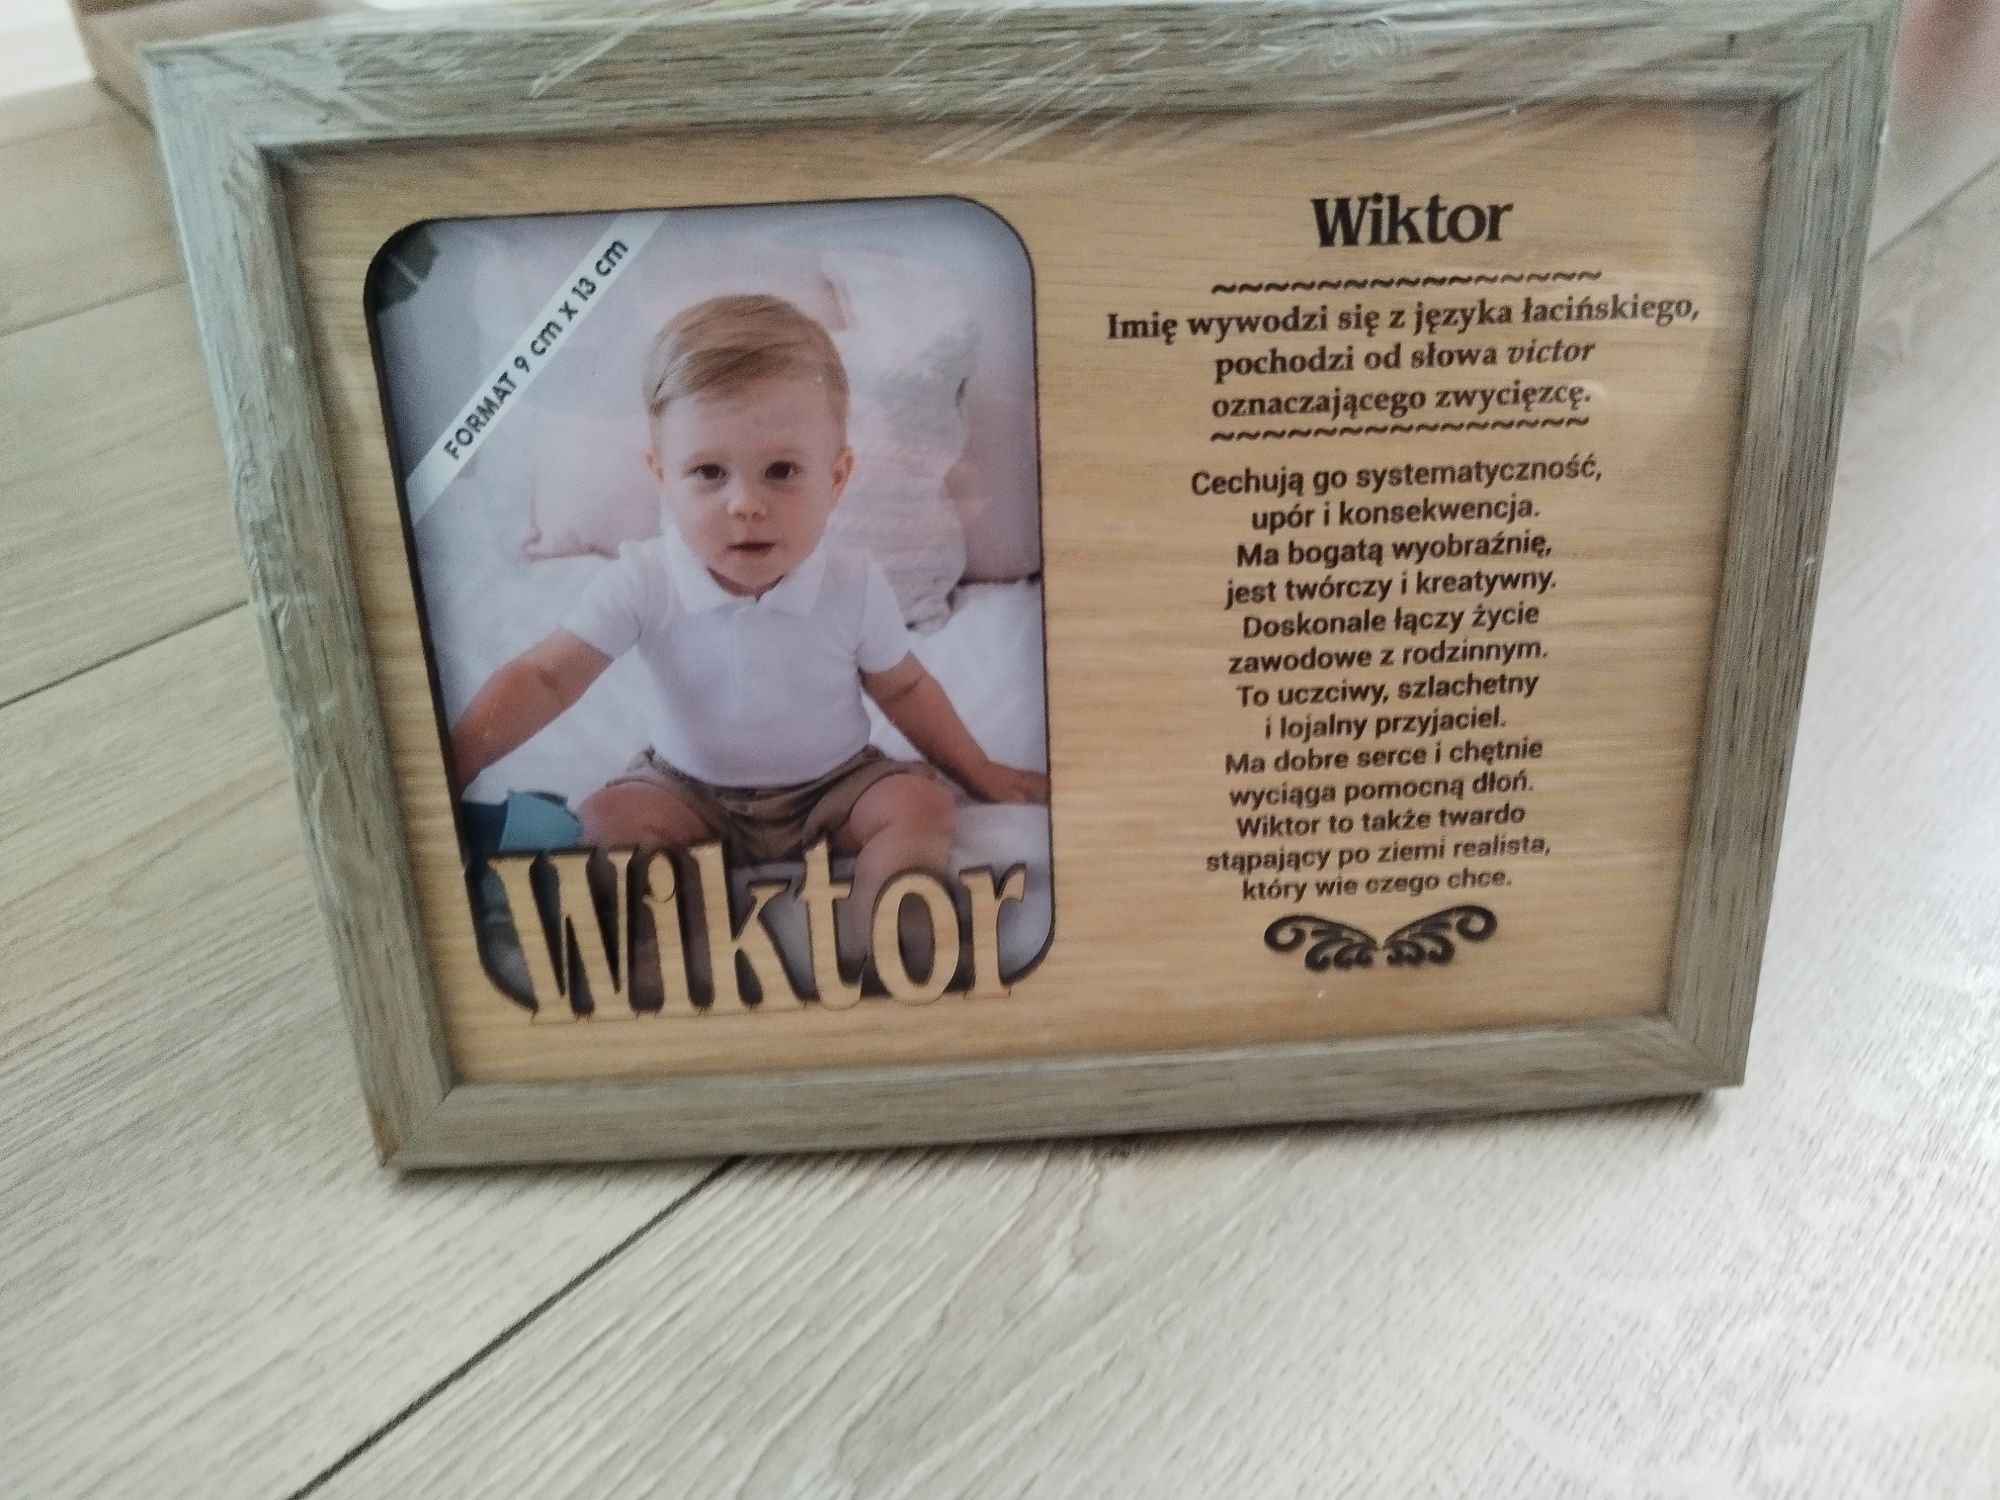 FORMAT 9 cm x 13 cm
Wiktor
Wiktor
~~~~~~~~~~~~~~~~
Imię wywodzi się z języka łacińskiego,
pochodzi od słowa victor
oznaczającego zwycięzcę.
~~~~~~~~~~~~~~~~
Cechują go systematyczność,
upór i konsekwencja.
Ma bogatą wyobraźnię,
jest twórczy i kreatywny.
Doskonale łączy życie
zawodowe z rodzinnym.
To uczciwy, szlachetny
i lojalny przyjaciel.
Ma dobre serce i chętnie
wyciąga pomocną dłoń.
Wiktor to także twardo
stąpający po ziemi realista,
który wie czego chce.